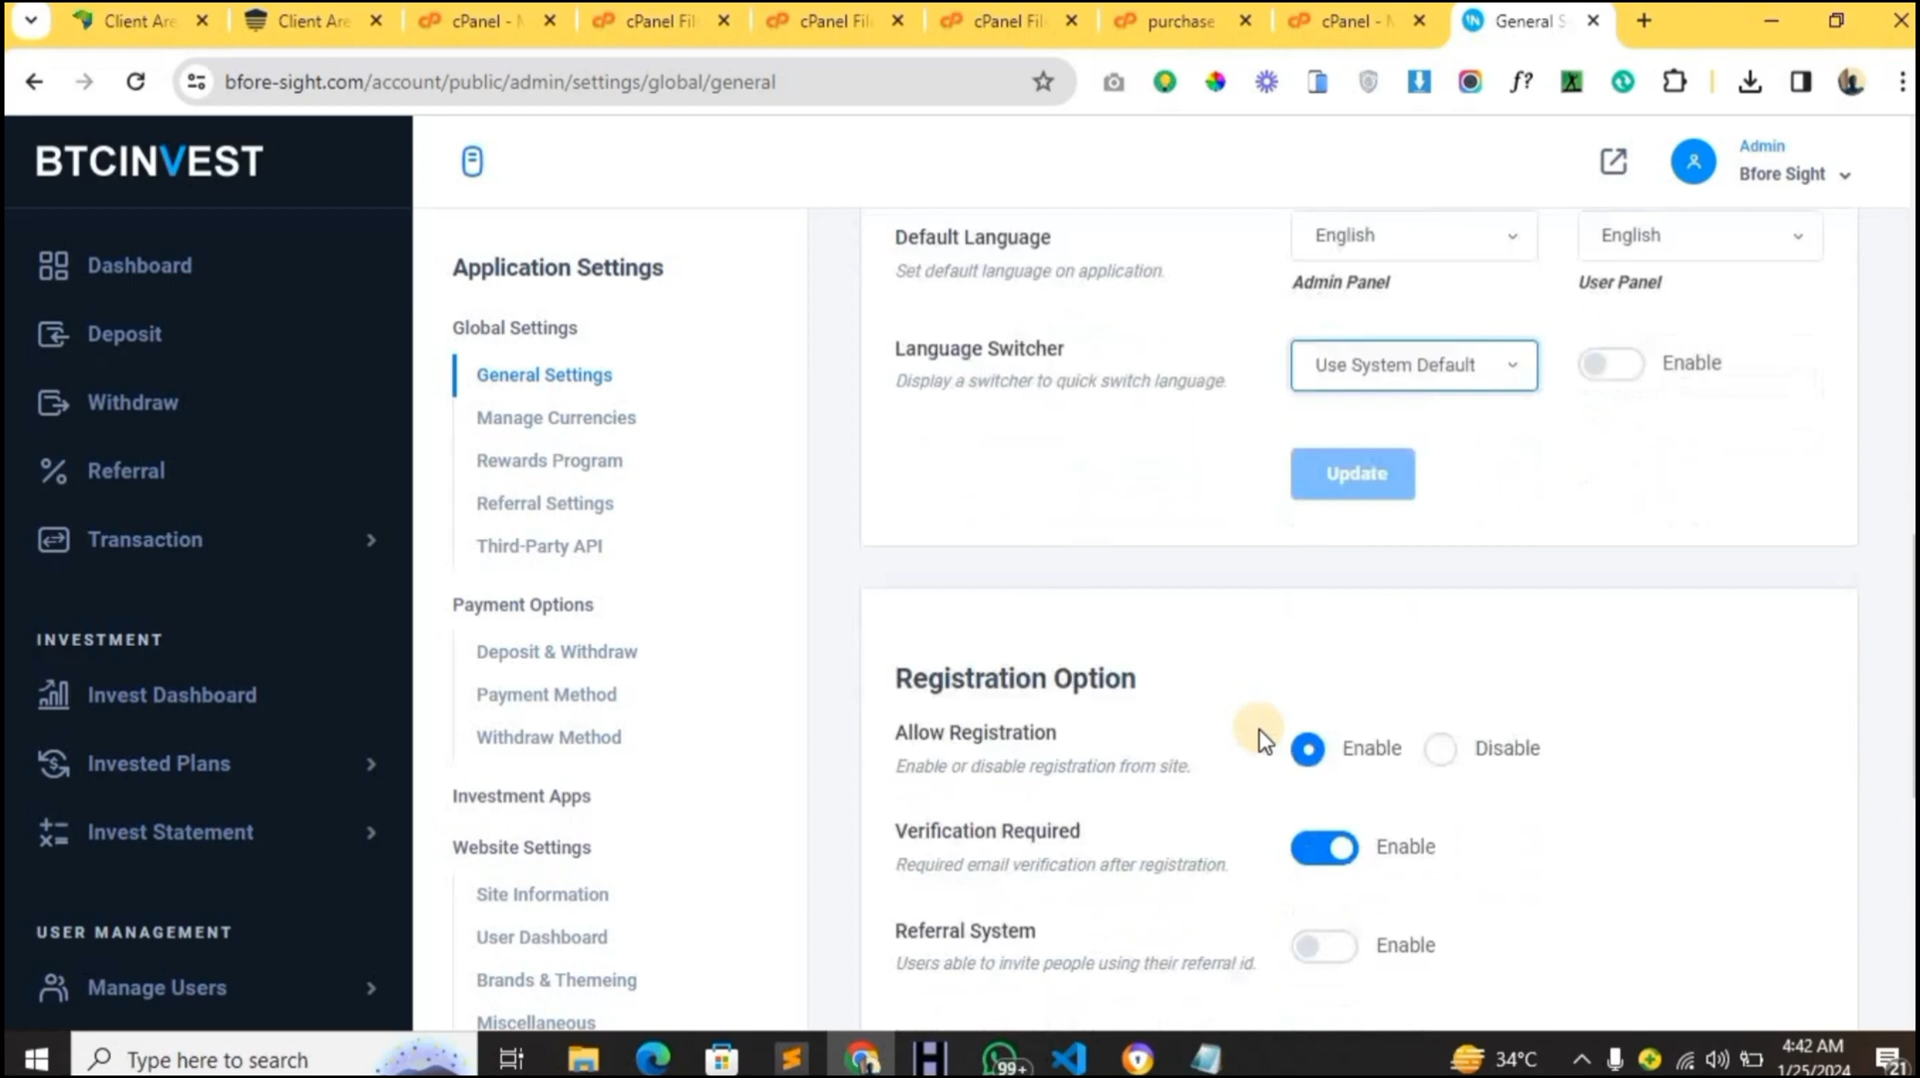 Client Are
Client Are
cPanel - M
cPanel File
cPanel File
cPanel File
purchase
cPanel - M
General S
bfore-sight.com/account/public/admin/settings/global/general
f?
BTCINVEST
Admin
Bfore Sight
Dashboard
Deposit
Withdraw
Referral
Transaction
INVESTMENT
Invest Dashboard
Invested Plans
Invest Statement
USER MANAGEMENT
Manage Users
Application Settings
Global Settings
General Settings
Manage Currencies
Rewards Program
Referral Settings
Third-Party API
Payment Options
Deposit & Withdraw
Payment Method
Withdraw Method
Investment Apps
Website Settings
Site Information
User Dashboard
Brands & Themeing
Miscellaneous
Default Language
Set default language on application.
English
Admin Panel
English
User Panel
Language Switcher
Display a switcher to quick switch language.
Use System Default
Enable
Update
Registration Option
Allow Registration
Enable or disable registration from site.
Enable
Disable
Verification Required
Required email verification after registration.
Enable
Referral System
Users able to invite people using their referral id.
Enable
Type here to search
99+
34°C
4:42 AM
1/25/2024
21